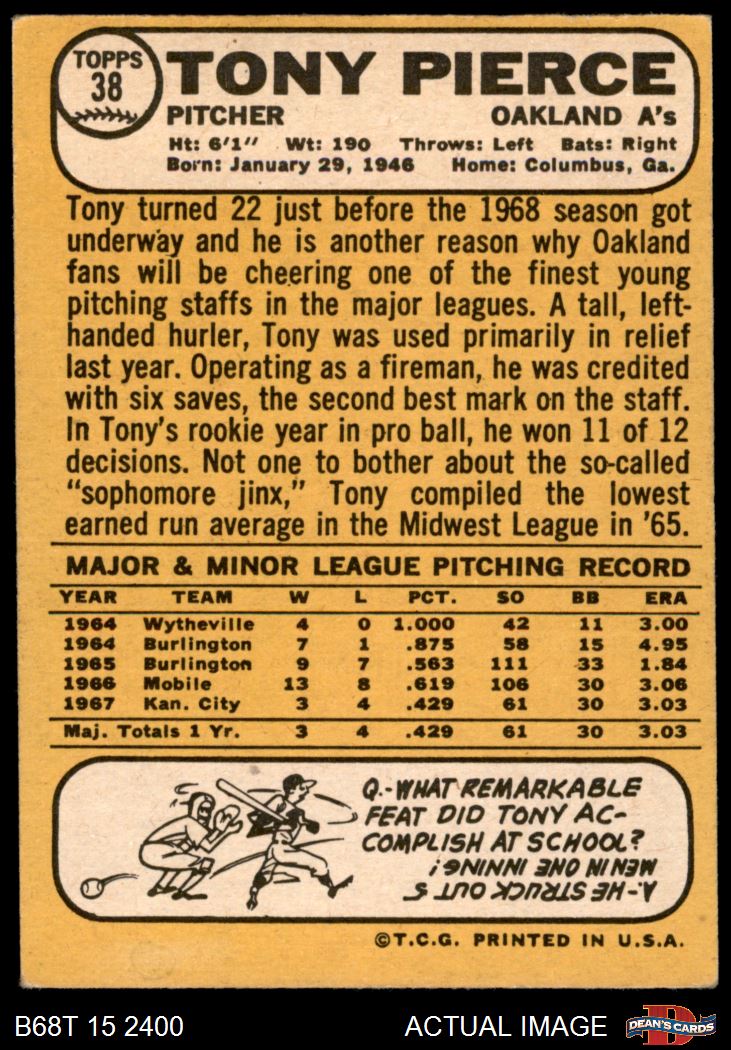 TOPPS
38
TONY PIERCE
PITCHER OAKLAND A's
Ht: 6'1" Wt: 190 Throws: Left Bats: Right
Born: January 29, 1946 Home: Columbus, Ga.
Tony turned 22 just before the 1968 season got
underway and he is another reason why Oakland
fans will be cheering one of the finest young
pitching staffs in the major leagues. A tall, left-
handed hurler, Tony was used primarily in relief
last year. Operating as a fireman, he was credited
with six saves, the second best mark on the staff.
In Tony's rookie year in pro ball, he won 11 of 12
decisions. Not one to bother about the so-called
"sophomore jinx," Tony compiled the lowest
earned run average in the Midwest League in '65.
MAJOR & MINOR LEAGUE PITCHING RECORD
YEAR TEAM W L PCT. SO BB ERA
1964 Wytheville 4 0 1.000 42 11 3.00
1964 Burlington 7 1 .875 58 15 4.95
1965 Burlington 9 7 .563 111 33 1.84
1966 Mobile 13 8 .619 106 30 3.06
1967 Kan. City 3 4 .429 61 30 3.03
Maj. Totals 1 Yr. 3 4 .429 61 30 3.03
Q.-WHAT REMARKABLE
FEAT DID TONY AC-
COMPLISH AT SCHOOL?
A.-HE STRUCK OUT 5
MEN IN ONE INNING!
©T.C.G. PRINTED IN U.S.A.
B68T 15 2400 ACTUAL IMAGE DEAN'S CARDS